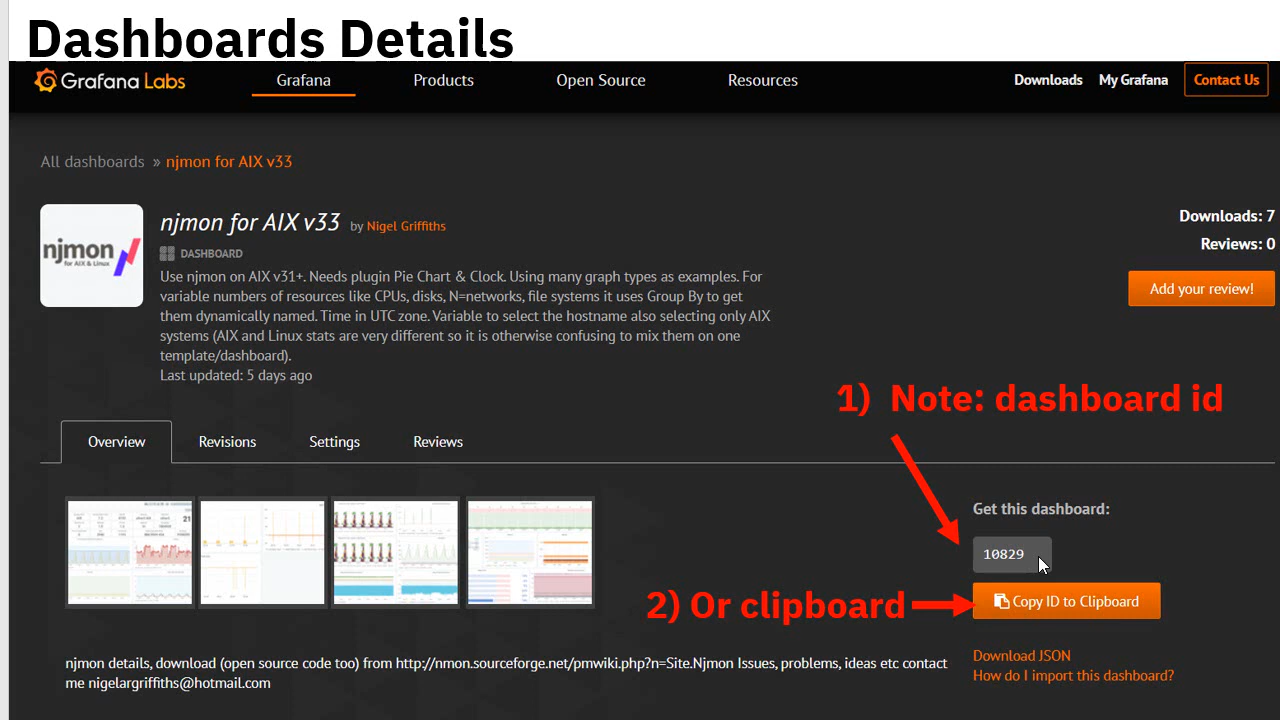 Dashboards Details
Grafana Labs
Grafana
Products
Open Source
Resources
Downloads
My Grafana
Contact Us
All dashboards » njmon for AIX v33
njmon
for AIX & Linux
njmon for AIX v33 by Nigel Griffiths
DASHBOARD
Use njmon on AIX v31+. Needs plugin Pie Chart & Clock. Using many graph types as examples. For
variable numbers of resources like CPUs, disks, N=networks, file systems it uses Group By to get
them dynamically named. Time in UTC zone. Variable to select the hostname also selecting only AIX
systems (AIX and Linux stats are very different so it is otherwise confusing to mix them on one
template/dashboard).
Last updated: 5 days ago
Downloads: 7
Reviews: 0
Add your review!
1) Note: dashboard id
Overview
Revisions
Settings
Reviews
Get this dashboard:
10829
2) Or clipboard
Copy ID to Clipboard
Download JSON
How do I import this dashboard?
njmon details, download (open source code too) from http://nmon.sourceforge.net/pmwiki.php?n=Site.Njmon Issues, problems, ideas etc contact
me nigelargriffiths@hotmail.com